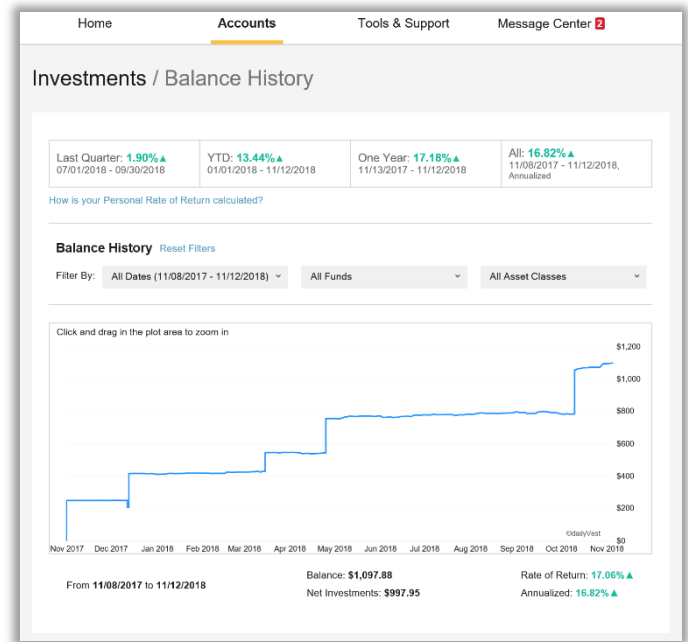 Home Accounts Tools & Support Message Center 2
Investments / Balance History
Last Quarter: 1.90%▲ YTD: 13.44%▲ One Year: 17.18%▲ All: 16.82%▲
07/01/2018 - 09/30/2018 01/01/2018 - 11/12/2018 11/13/2017 - 11/12/2018 11/08/2017 - 11/12/2018,
Annualized
How is your Personal Rate of Return calculated?
Balance History Reset Filters
Filter By: All Dates (11/08/2017 - 11/12/2018) All Funds All Asset Classes
Click and drag in the plot area to zoom in
$1,200
$1,000
$800
$600
$400
$200
©dailyVest
$0
Nov 2017 Dec 2017 Jan 2018 Feb 2018 Mar 2018 Apr 2018 May 2018 Jun 2018 Jul 2018 Aug 2018 Sep 2018 Oct 2018 Nov 2018
From 11/08/2017 to 11/12/2018
Balance: $1,097.88 Rate of Return: 17.06%▲
Net Investments: $997.95 Annualized: 16.82%▲